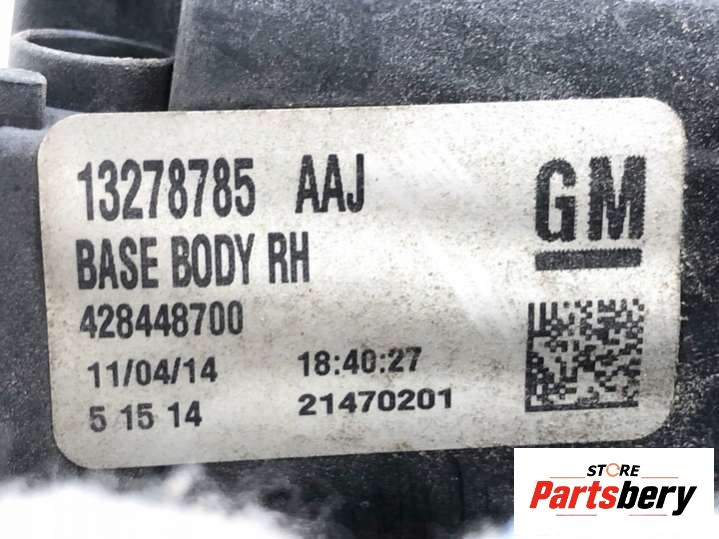 13278785 AAJ
GM
BASE BODY RH
428448700
11/04/14 18:40:27
5 15 14 21470201
STORE
Partsbery